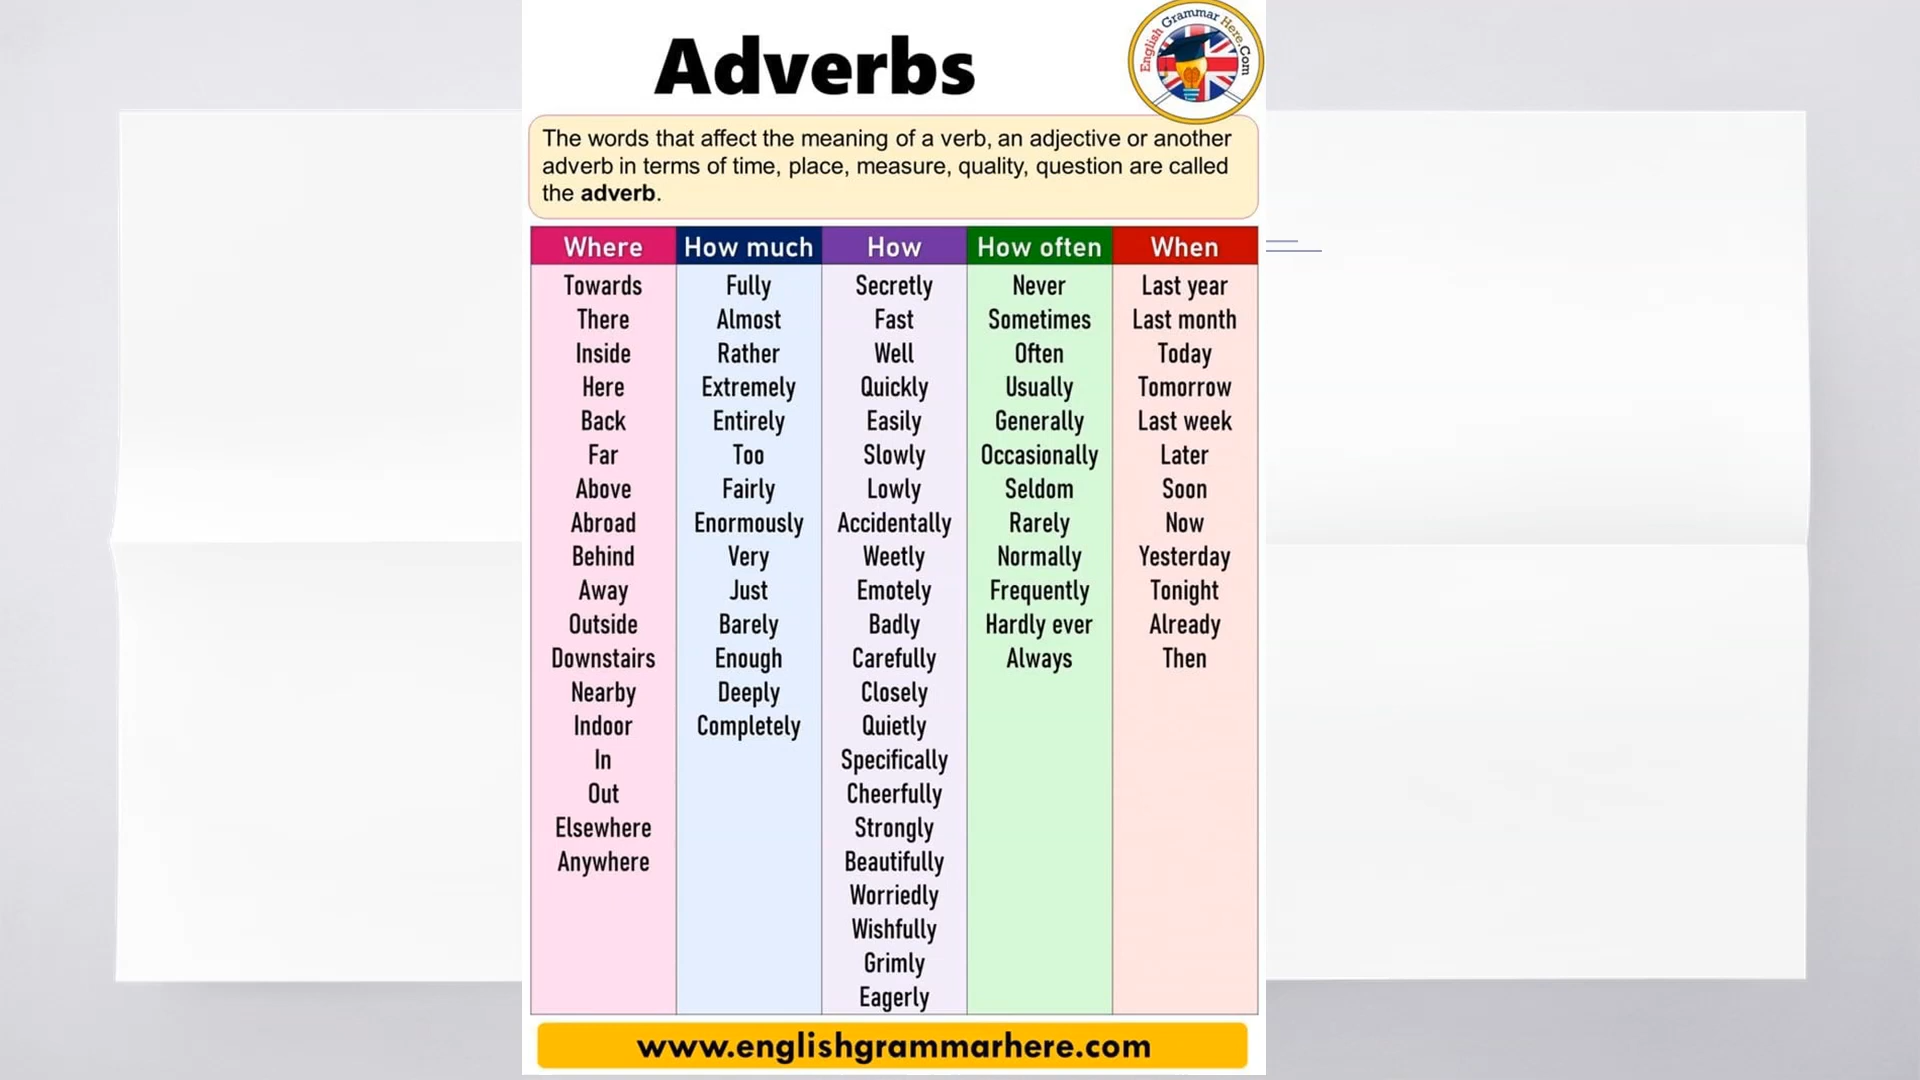 Adverbs
English Grammar Here.Com
The words that affect the meaning of a verb, an adjective or another
adverb in terms of time, place, measure, quality, question are called
the adverb.
Where How much How How often When
Towards Fully Secretly Never Last year
There Almost Fast Sometimes Last month
Inside Rather Well Often Today
Here Extremely Quickly Usually Tomorrow
Back Entirely Easily Generally Last week
Far Too Slowly Occasionally Later
Above Fairly Lowly Seldom Soon
Abroad Enormously Accidentally Rarely Now
Behind Very Weetly Normally Yesterday
Away Just Emotely Frequently Tonight
Outside Barely Badly Hardly ever Already
Downstairs Enough Carefully Always Then
Nearby Deeply Closely
Indoor Completely Quietly
In Specifically
Out Cheerfully
Elsewhere Strongly
Anywhere Beautifully
Worriedly
Wishfully
Grimly
Eagerly
www.englishgrammarhere.com